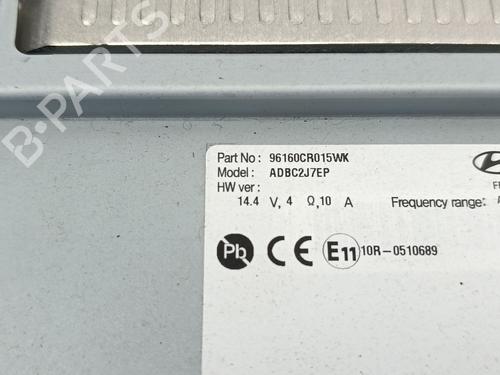 B-PARTS
Part No : 96160CR015WK
Model : ADBC2J7EP
HW ver :
14.4 V, 4 Ω,10 A
Frequency range:
Pb CE E11 10R-0510689